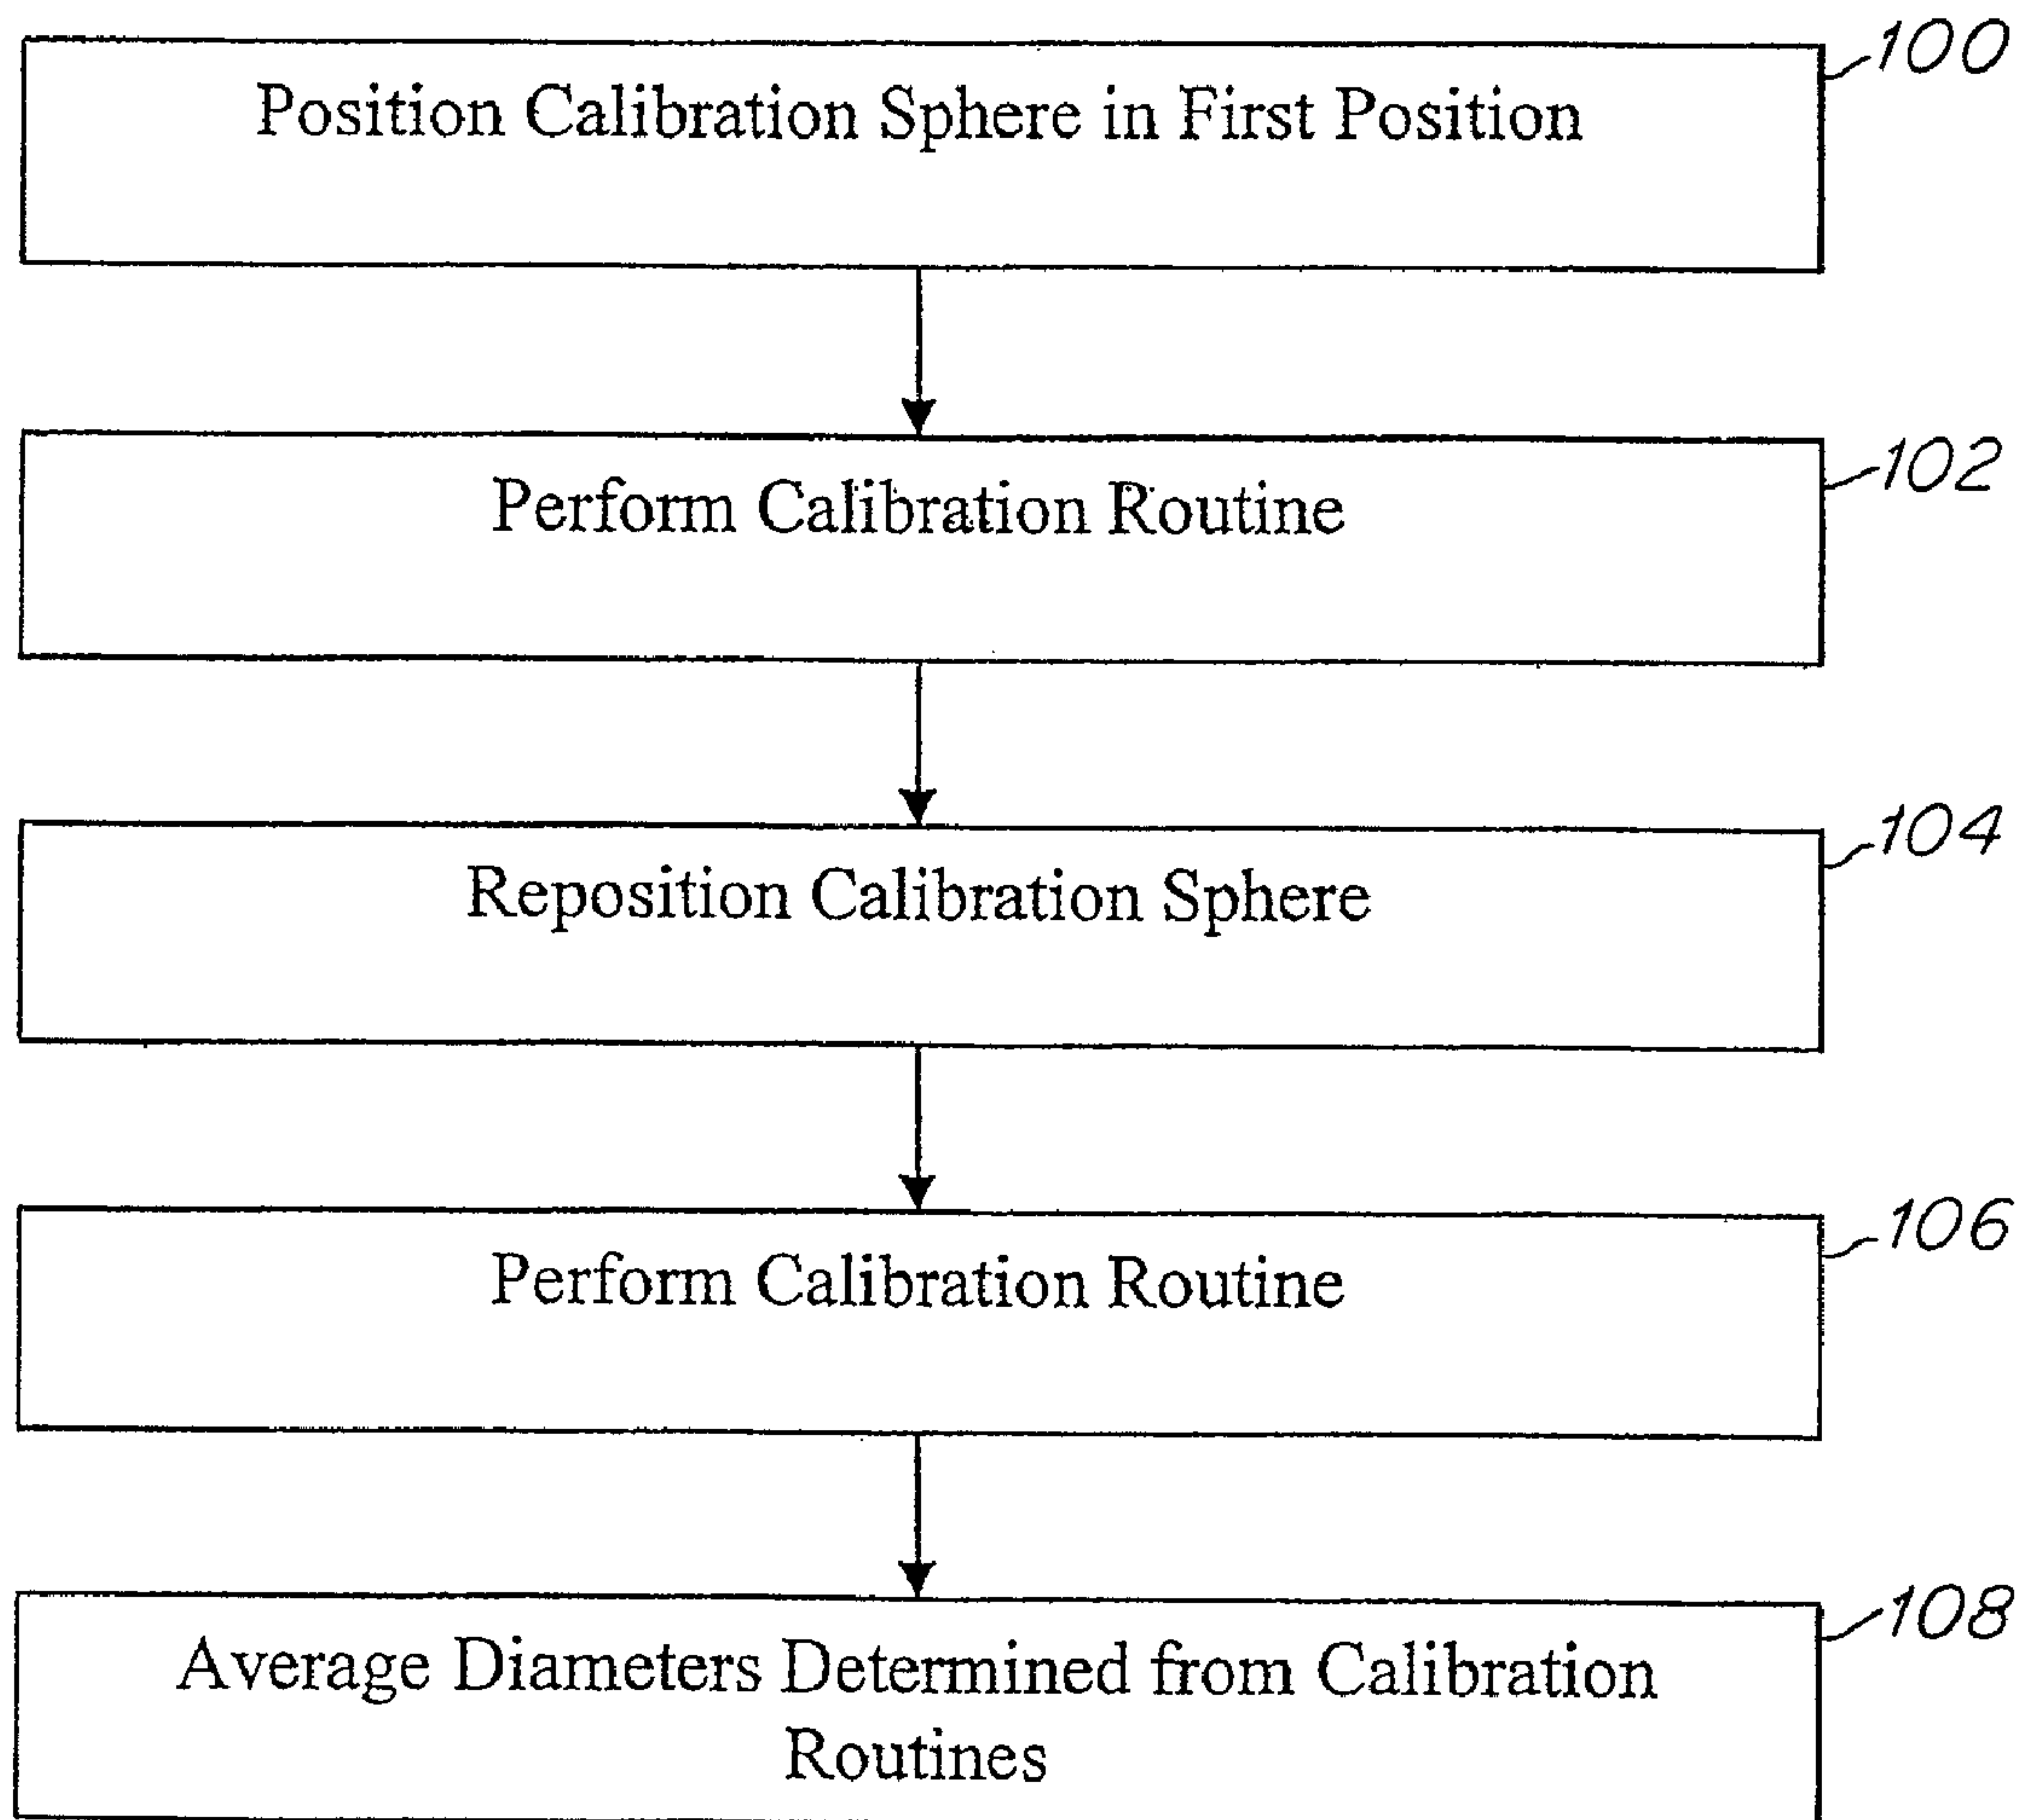 100
Position Calibration Sphere in First Position
102
Perform Calibration Routine
104
Reposition Calibration Sphere
106
Perform Calibration Routine
108
Average Diameters Determined from Calibration
Routines